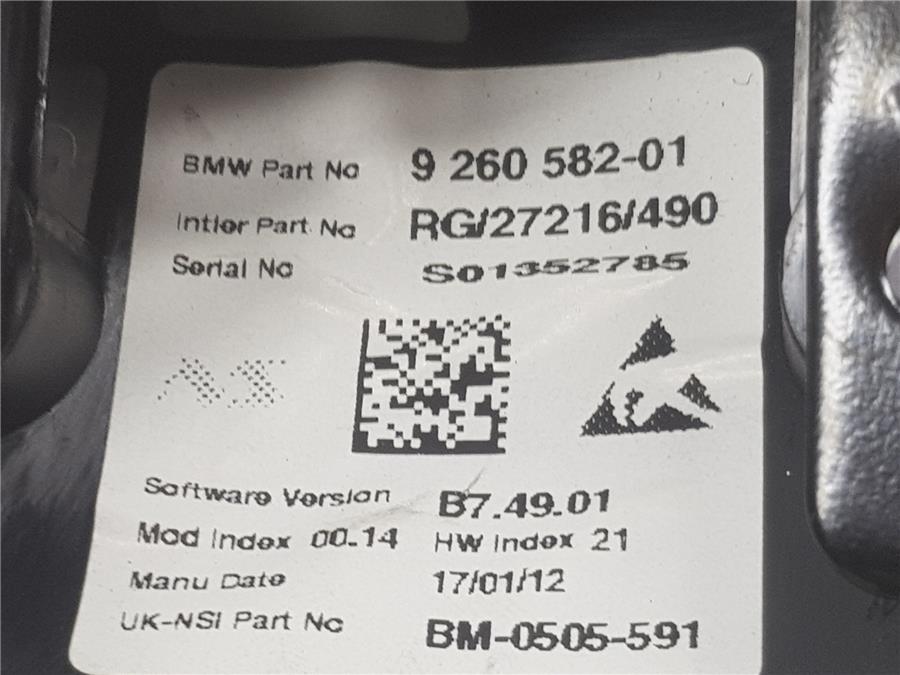 BMW Part No 9 260 582-01
Intier Part No RG/27216/490
Serial No S01352785
Software Version B7.49.01
Mod Index 00.14 HW Index 21
Manu Date 17/01/12
UK-NSI Part No BM-0505-591